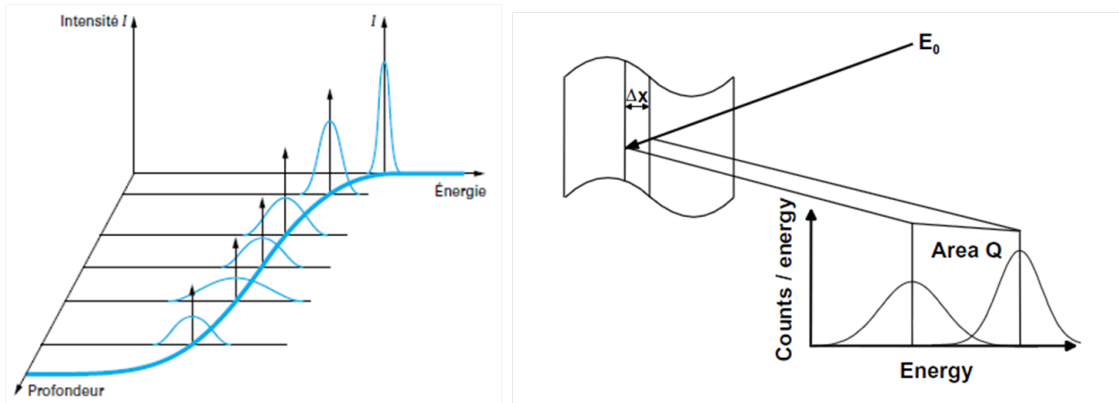 Intensité I
I
Énergie
Profondeur
E₀
Δx
Area Q
Counts / energy
Energy